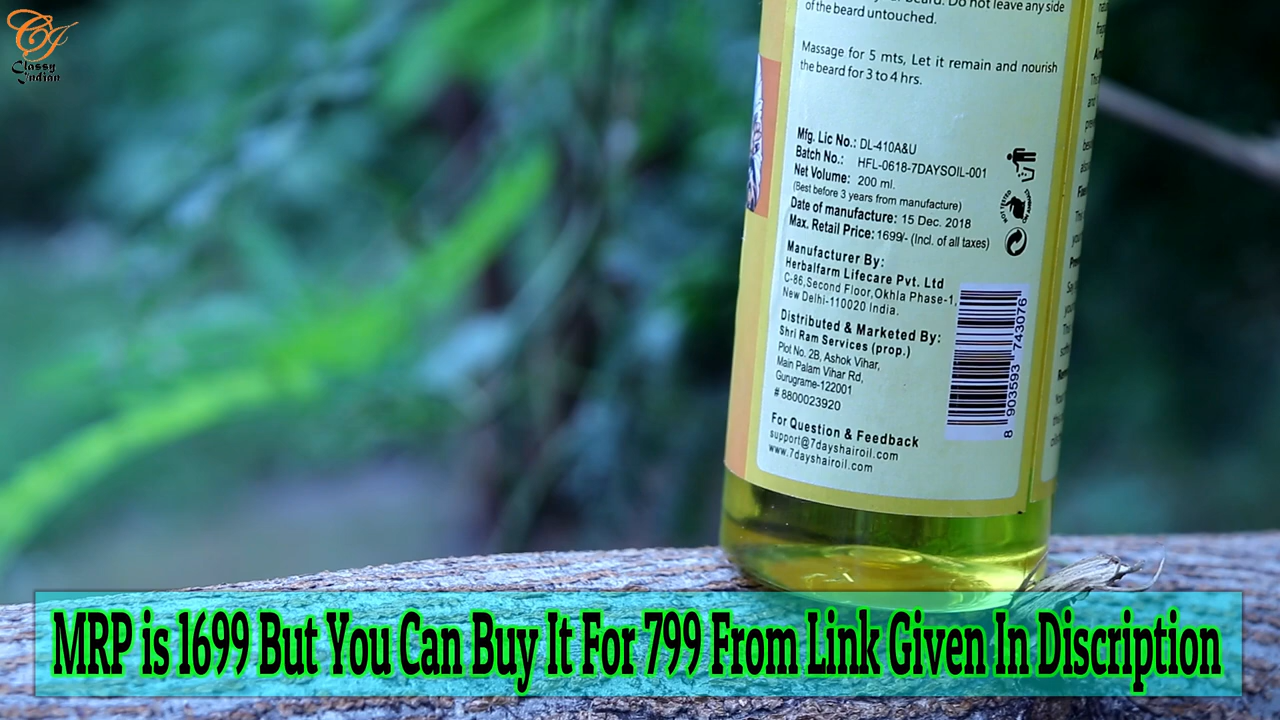 Classy
Indian
Beard. Do not leave any side
of the beard untouched.
Massage for 5 mts, Let it remain and nourish
the beard for 3 to 4 hrs.
Mfg. Lic No.: DL-410A&U
Batch No.: HFL-0618-7DAYSOIL-001
Net Volume: 200 ml.
(Best before 3 years from manufacture)
Date of manufacture: 15 Dec. 2018
Max. Retail Price: 1699/- (Incl. of all taxes)
Manufacturer By:
Herbalfarm Lifecare Pvt. Ltd
C-86,Second Floor,Okhla Phase-1,
New Delhi-110020 India.
Distributed & Marketed By:
Shri Ram Services (prop.)
Plot No. 2B, Ashok Vihar,
Main Palam Vihar Rd,
Gurugrame-122001
# 8800023920
For Question & Feedback
support@7dayshairoil.com
www.7dayshairoil.com
8 903593 743076
MRP is 1699 But You Can Buy It For 799 From Link Given In Discription